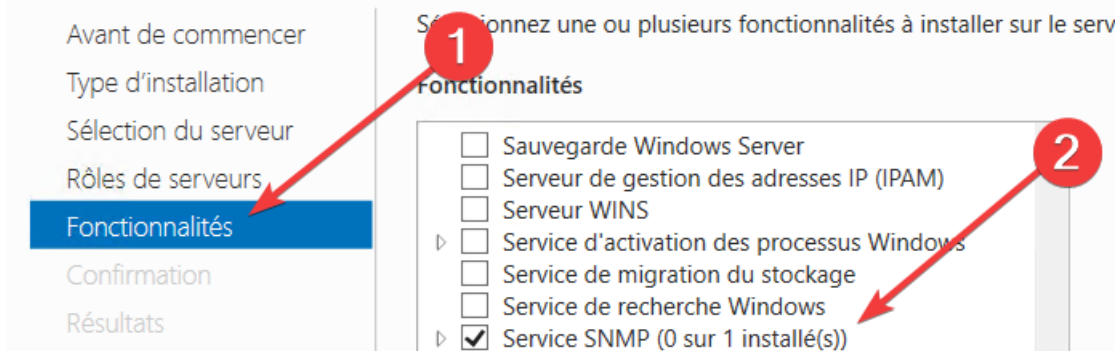 Avant de commencer
Type d'installation
Sélection du serveur
Rôles de serveurs
Fonctionnalités
Confirmation
Résultats
1
onnez une ou plusieurs fonctionnalités à installer sur le serv
Fonctionnalités
2
Sauvegarde Windows Server
Serveur de gestion des adresses IP (IPAM)
Serveur WINS
Service d'activation des processus Windows
Service de migration du stockage
Service de recherche Windows
Service SNMP (0 sur 1 installé(s))